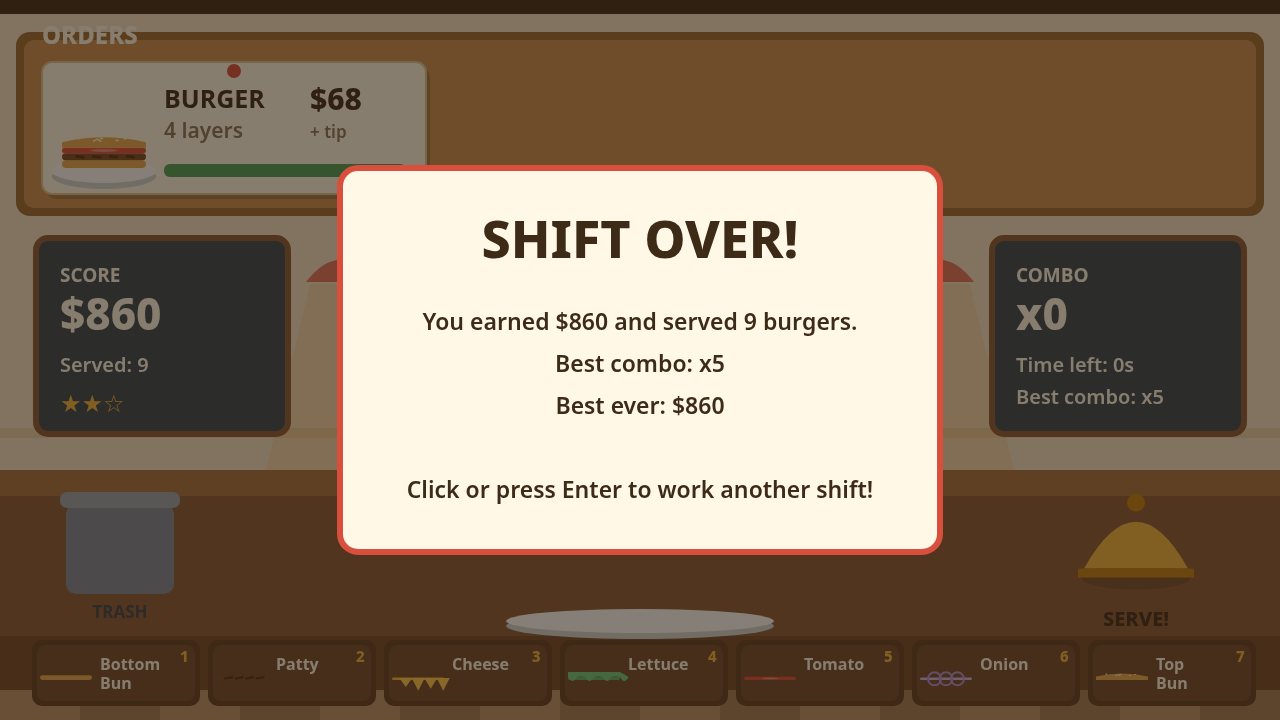 ORDERS
BURGER
$68
4 layers
+ tip
SHIFT OVER!
You earned $860 and served 9 burgers.
Best combo: x5
Best ever: $860
Click or press Enter to work another shift!
SCORE
$860
Served: 9
★★☆
COMBO
x0
Time left: 0s
Best combo: x5
TRASH
SERVE!
Bottom
Bun
1
Patty
2
Cheese
3
Lettuce
4
Tomato
5
Onion
6
Top
Bun
7